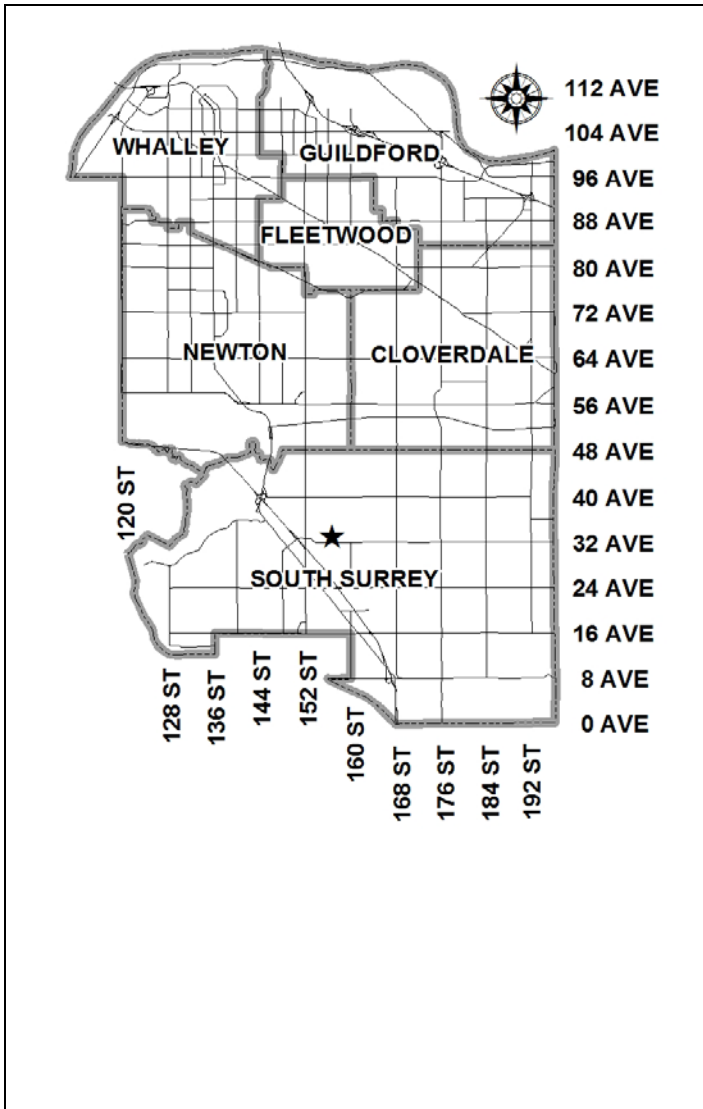 112 AVE
104 AVE
WHALLEY
GUILDFORD
96 AVE
88 AVE
FLEETWOOD
80 AVE
72 AVE
NEWTON
CLOVERDALE
64 AVE
56 AVE
48 AVE
120 ST
40 AVE
32 AVE
SOUTH SURREY
24 AVE
16 AVE
8 AVE
0 AVE
128 ST
136 ST
144 ST
152 ST
160 ST
168 ST
176 ST
184 ST
192 ST